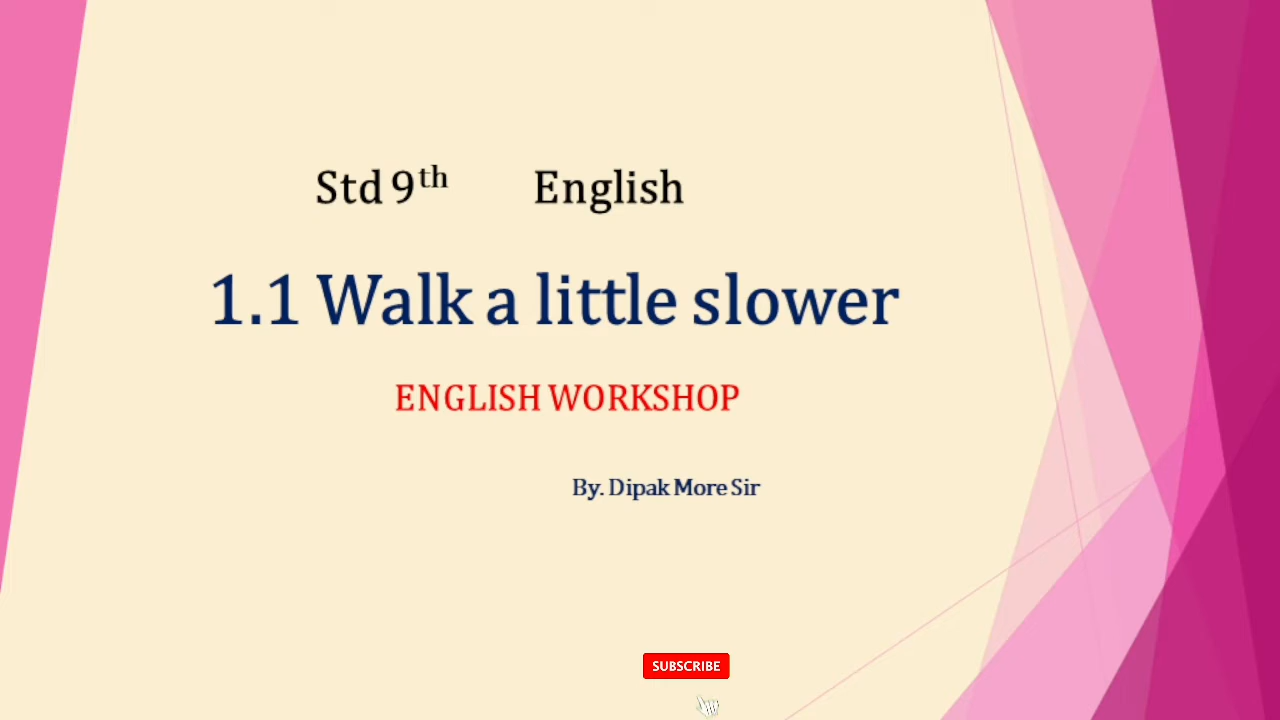 Std 9th English
1.1 Walk a little slower
ENGLISH WORKSHOP
By. Dipak More Sir
SUBSCRIBE